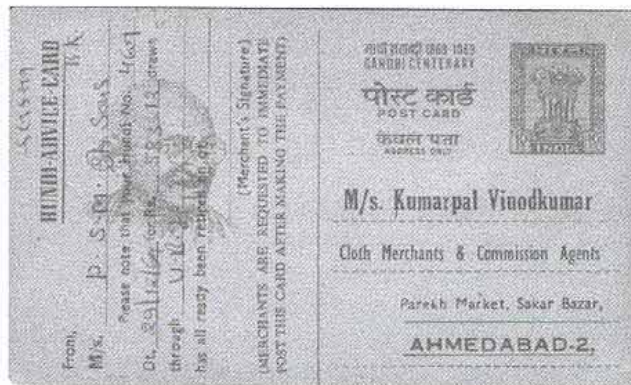 HUNDI-ADVICE CARD
From,
M/s,
Please note that your Hundi No.
Dt, for Rs. drawn
through
has all ready been retired on dt,
(Merchant's Signature)
(MERCHANTS ARE REQUESTED TO IMMEDIATE
POST THIS CARD AFTER MAKING THE PAYMENT)
गांधी शताब्दी 1869-1969
GANDHI CENTENARY
पोस्ट कार्ड
POST CARD
केवल पता
ADDRESS ONLY
INDIA
M/s. Kumarpal Vinodkumar
Cloth Merchants & Commission Agents
Parekh Market, Sakar Bazar,
AHMEDABAD-2,